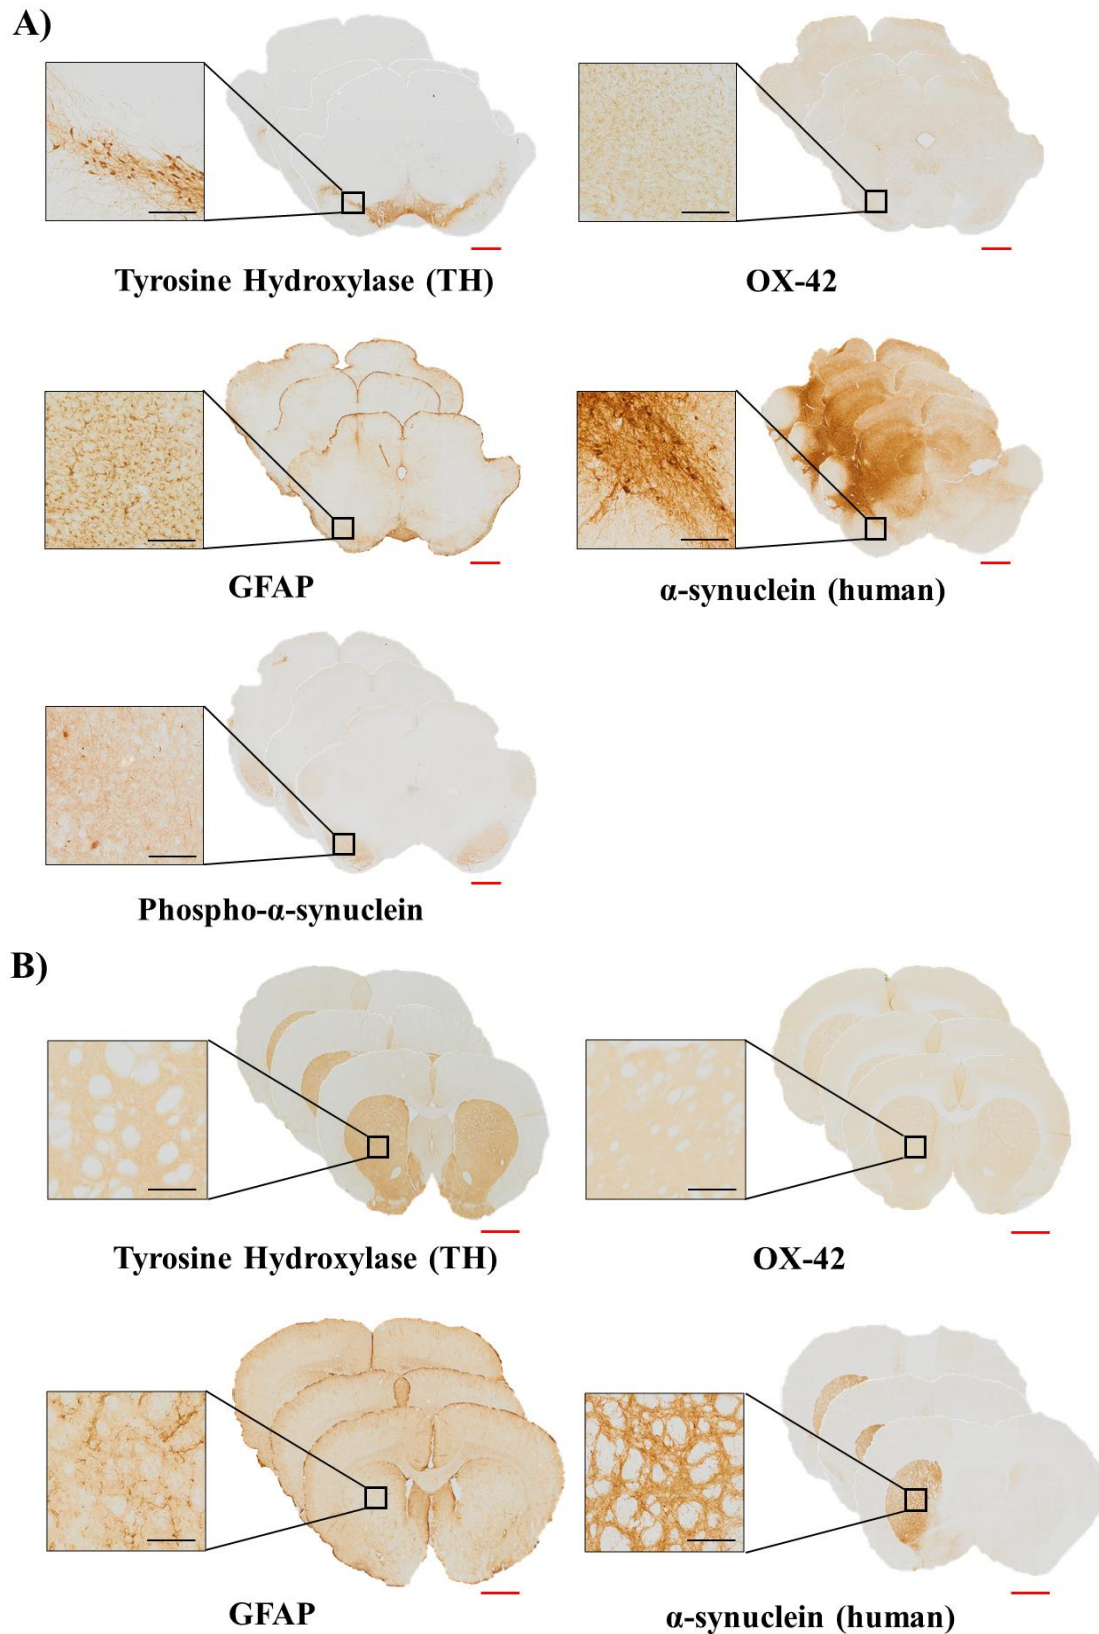 A)
Tyrosine Hydroxylase (TH)
OX-42
GFAP
α-synuclein (human)
Phospho-α-synuclein
B)
Tyrosine Hydroxylase (TH)
OX-42
GFAP
α-synuclein (human)